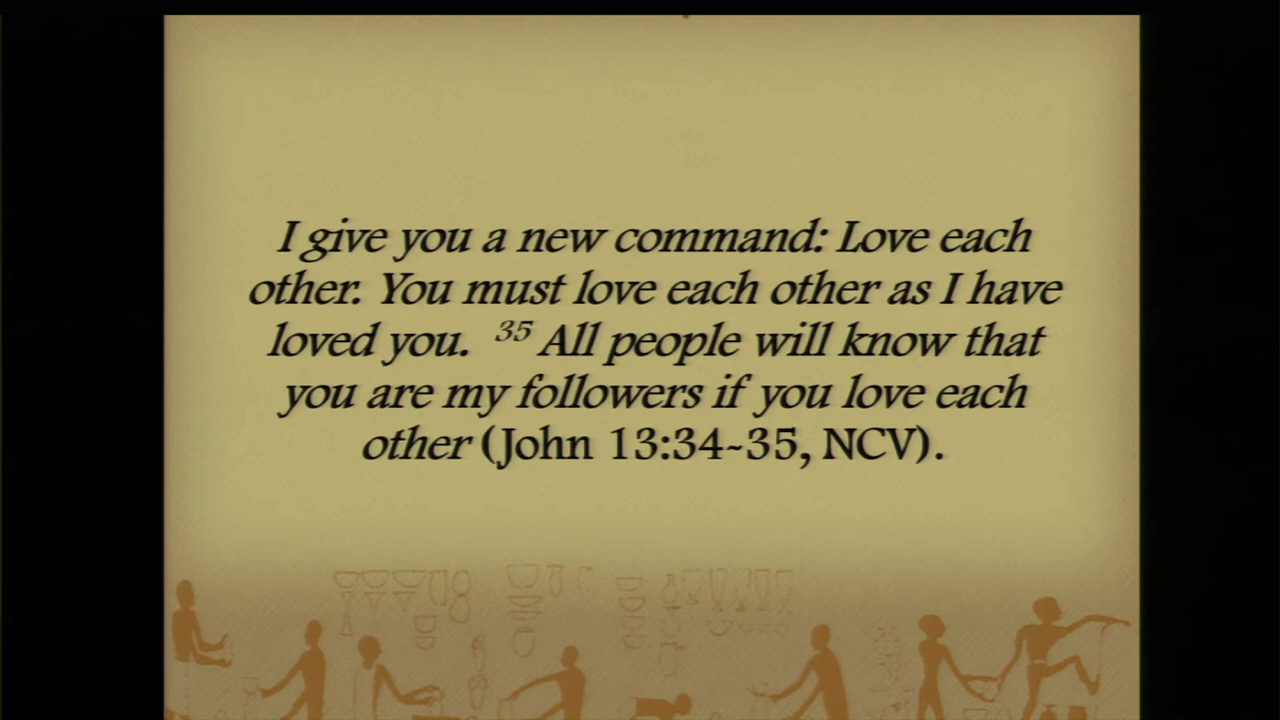 I give you a new command: Love each
other. You must love each other as I have
loved you. ³⁵ All people will know that
you are my followers if you love each
other (John 13:34-35, NCV).